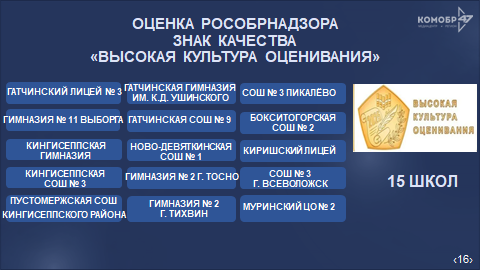 КОМОБР 47
ОЦЕНКА РОСОБРНАДЗОРА
ЗНАК КАЧЕСТВА
«ВЫСОКАЯ КУЛЬТУРА ОЦЕНИВАНИЯ»
ГАТЧИНСКИЙ ЛИЦЕЙ № 3
ГАТЧИНСКАЯ ГИМНАЗИЯ
ИМ. К.Д. УШИНСКОГО
СОШ № 3 ПИКАЛЁВО
ГИМНАЗИЯ № 11 ВЫБОРГА
ГАТЧИНСКАЯ СОШ № 9
БОКСИТОГОРСКАЯ
СОШ № 2
КИНГИСЕППСКАЯ
ГИМНАЗИЯ
НОВО-ДЕВЯТКИНСКАЯ
СОШ № 1
КИРИШСКИЙ ЛИЦЕЙ
КИНГИСЕППСКАЯ
СОШ № 3
ГИМНАЗИЯ № 2 Г. ТОСНО
СОШ № 3
Г. ВСЕВОЛОЖСК
ПУСТОМЕРЖСКАЯ СОШ
КИНГИСЕППСКОГО РАЙОНА
ГИМНАЗИЯ № 2
Г. ТИХВИН
МУРИНСКИЙ ЦО № 2
ВЫСОКАЯ
КУЛЬТУРА
ОЦЕНИВАНИЯ
15 ШКОЛ
‹16›